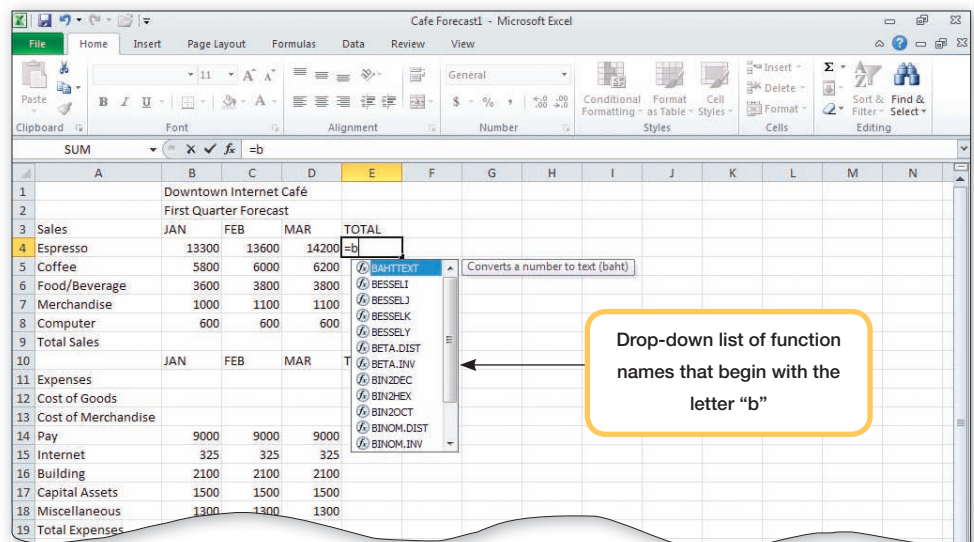 Cafe Forecast1 - Microsoft Excel
File Home Insert Page Layout Formulas Data Review View
Paste
11 A A
General
B I U A
$ % , .0 .00 .00 .0
Conditional Formatting
Format as Table
Cell Styles
Insert
Delete
Format
Σ
Sort & Filter
Find & Select
Clipboard Font Alignment Number Styles Cells Editing
SUM fx =b
A B C D E F G H I J K L M N
1 Downtown Internet Café
2 First Quarter Forecast
3 Sales JAN FEB MAR TOTAL
4 Espresso 13300 13600 14200 =b
5 Coffee 5800 6000 6200
6 Food/Beverage 3600 3800 3800
7 Merchandise 1000 1100 1100
8 Computer 600 600 600
9 Total Sales
10 JAN FEB MAR T
11 Expenses
12 Cost of Goods
13 Cost of Merchandise
14 Pay 9000 9000 9000
15 Internet 325 325 325
16 Building 2100 2100 2100
17 Capital Assets 1500 1500 1500
18 Miscellaneous 1300 1300 1300
19 Total Expenses
BAHTTEXT
BESSELI
BESSELJ
BESSELK
BESSELY
BETA.DIST
BETA.INV
BIN2DEC
BIN2HEX
BIN2OCT
BINOM.DIST
BINOM.INV
Converts a number to text (baht)
Drop-down list of function
names that begin with the
letter “b”